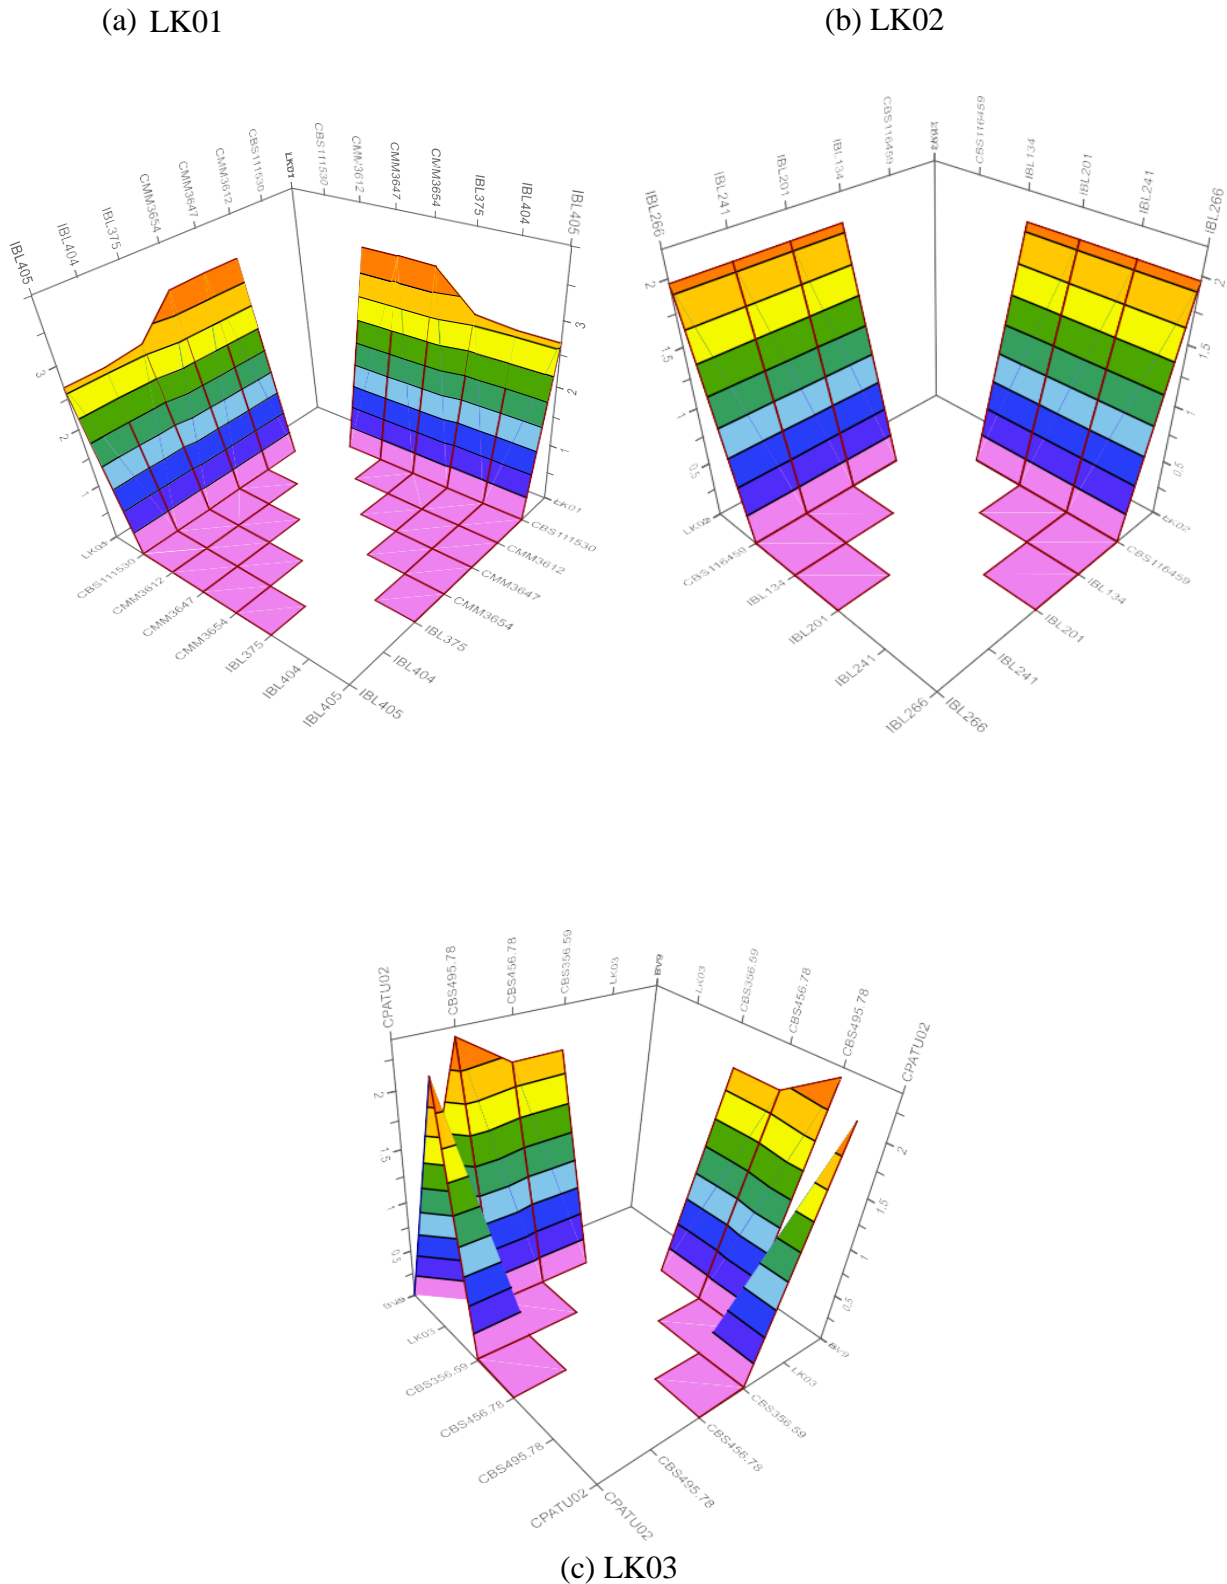 (a) LK01
(b) LK02
IBL405
IBL404
IBL375
CMM3654
CMM3647
CMM3612
CBS111530
LK01
CBS111530
CMM3612
CMM3647
CMM3654
IBL375
IBL404
IBL405
3
2
1
3
2
1
CBS111530
CMM3612
CMM3647
CMM3654
IBL375
IBL404
IBL405
LK01
CBS111530
CMM3612
CMM3647
CMM3654
IBL375
IBL404
IBL405
IBL266
IBL241
IBL201
IBL134
CBS116459
CBS116459
IBL134
IBL201
IBL241
IBL266
2
1.5
1
0.5
2
1.5
1
0.5
CBS116459
IBL134
IBL201
IBL241
IBL266
LK02
CBS116459
IBL134
IBL201
IBL241
IBL266
CPATU02
CBS495.78
CBS456.78
CBS356.59
LK03
BV9
LK03
CBS356.59
CBS456.78
CBS495.78
CPATU02
2
1.5
1
0.5
2
1.5
1
0.5
BV9
LK03
CBS356.59
CBS456.78
CBS495.78
CPATU02
BV9
LK03
CBS356.59
CBS456.78
CBS495.78
CPATU02
(c) LK03